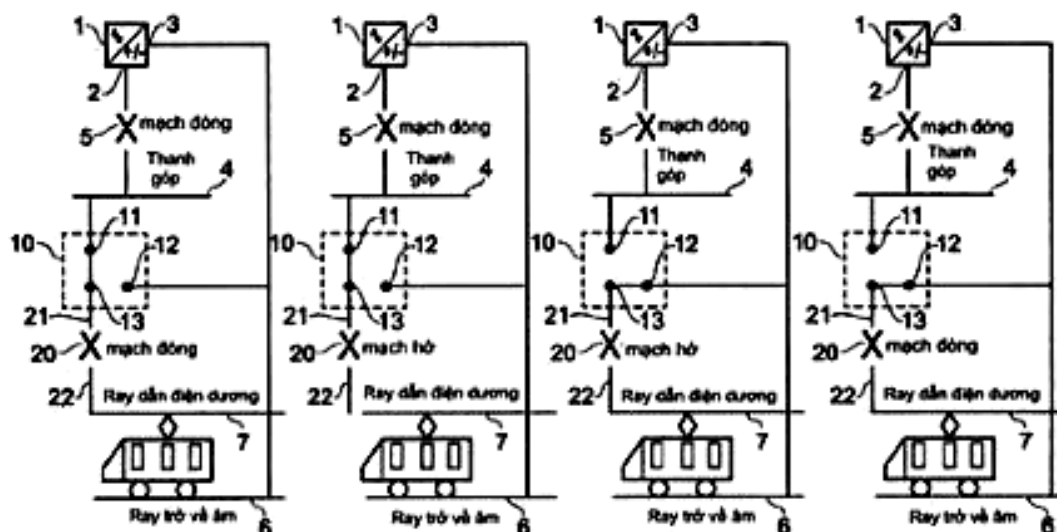 1 3
2
5 mạch đóng
Thanh
góp
4
11
10 12
21 13
20 mạch đóng
22 Ray dẫn điện dương
7
Ray trở về âm
6
1 3
2
5 mạch đóng
Thanh
góp
4
11
10 12
21 13
20 mạch hở
22 Ray dẫn điện dương
7
Ray trở về âm
6
1 3
2
5 mạch đóng
Thanh
góp
4
11
10 12
21 13
20 mạch hở
22 Ray dẫn điện dương
7
Ray trở về âm
6
1 3
2
5 mạch đóng
Thanh
góp
4
11
10 12
21 13
20 mạch đóng
22 Ray dẫn điện dương
7
Ray trở về âm
6